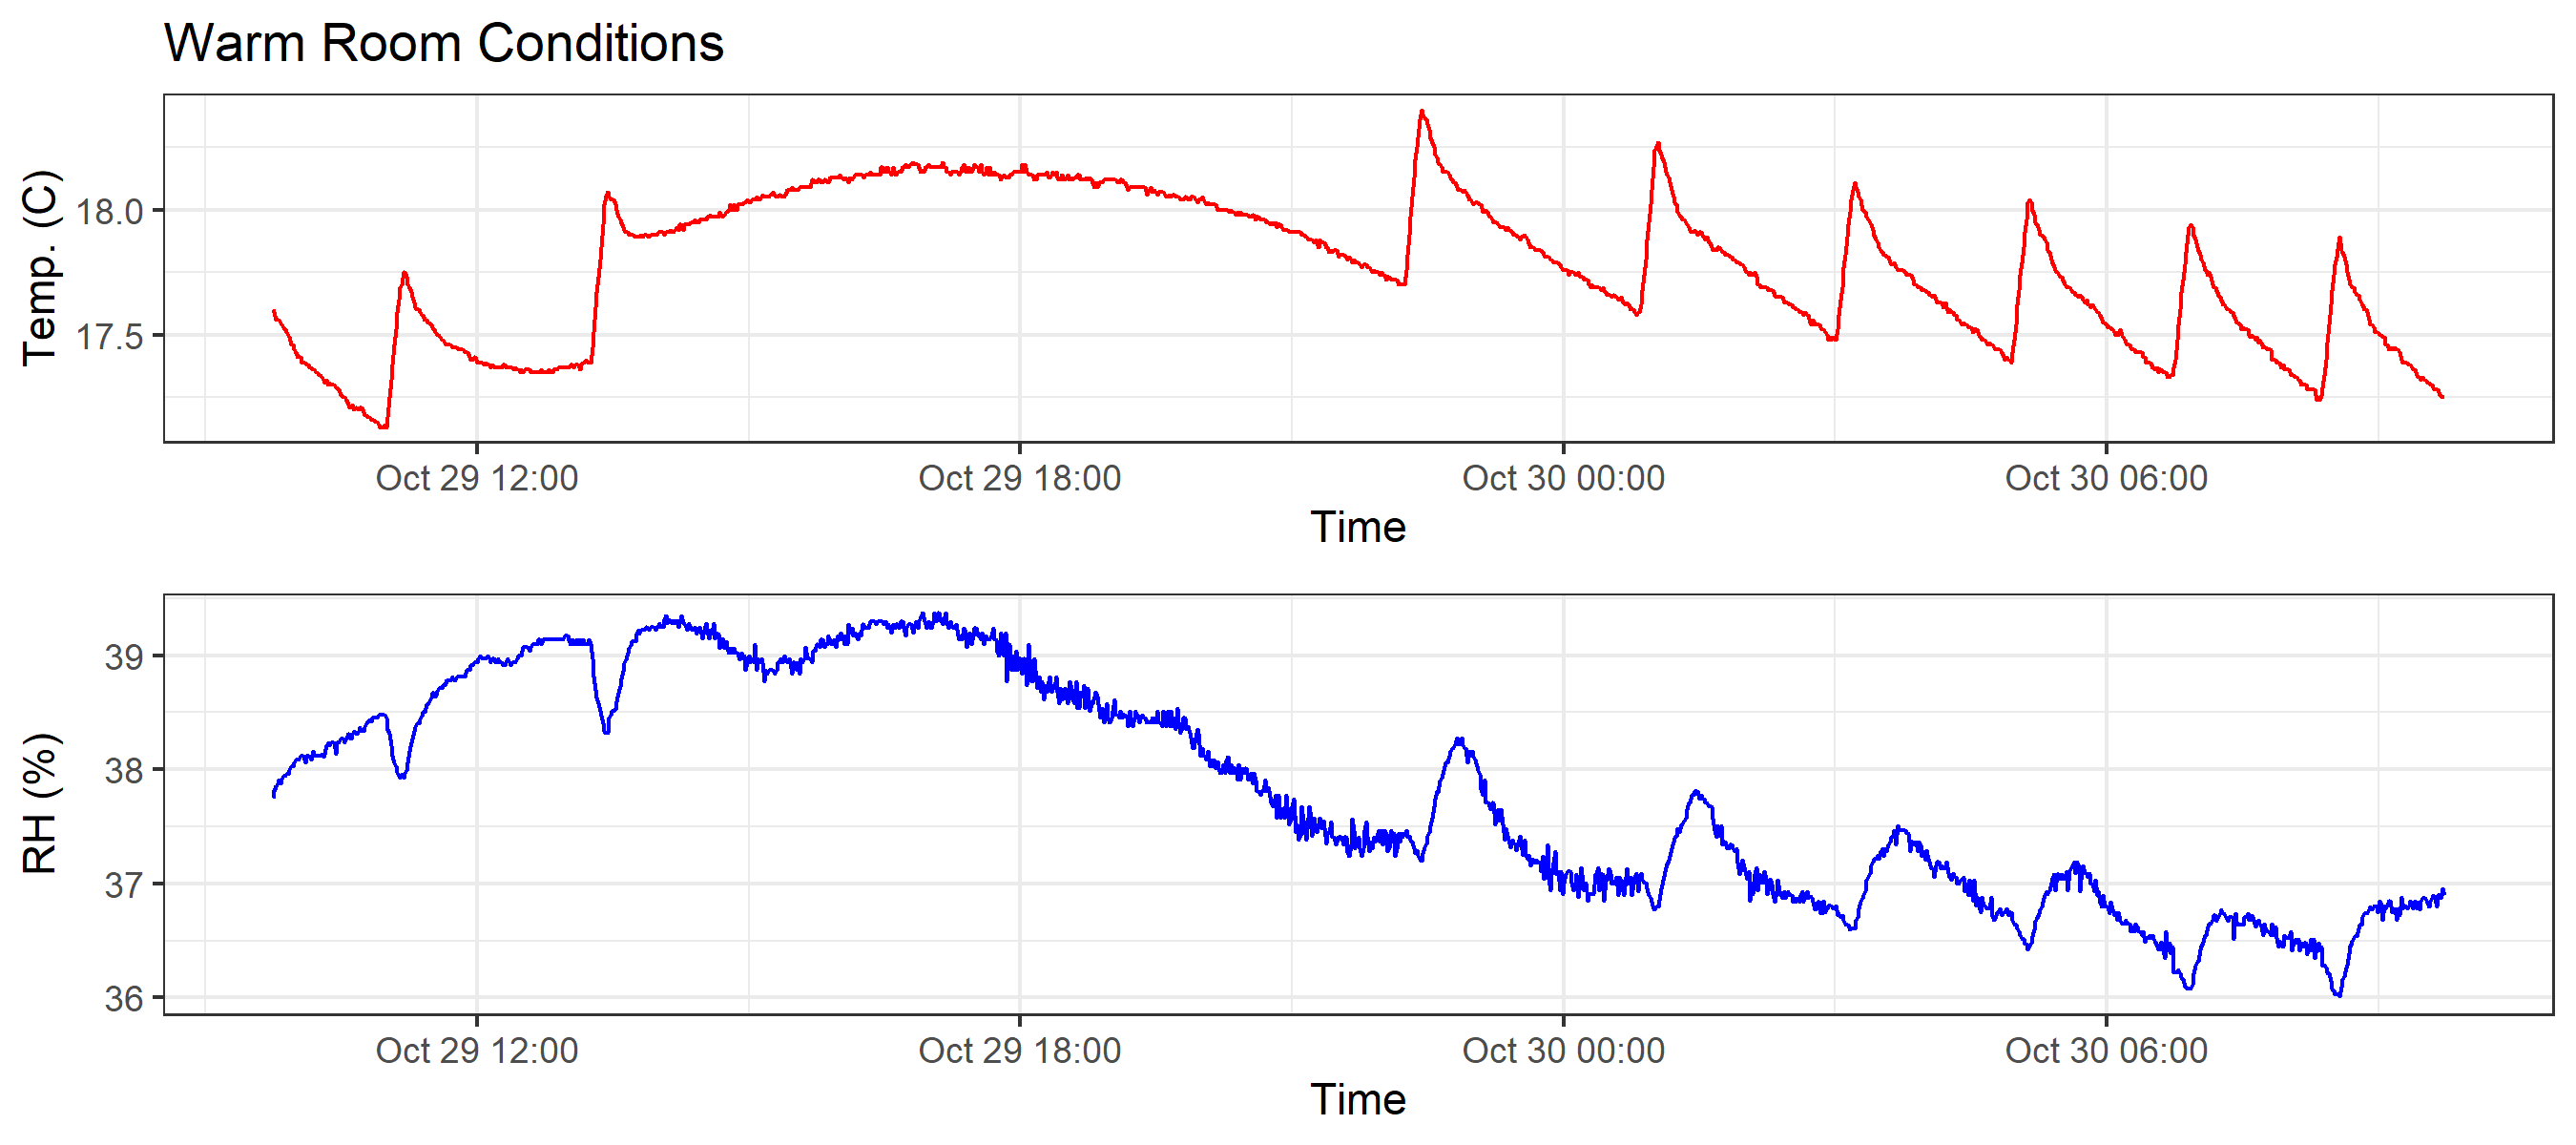 Warm Room Conditions
Temp. (C)
18.0
17.5
Oct 29 12:00 Oct 29 18:00 Oct 30 00:00 Oct 30 06:00
Time
RH (%)
39
38
37
36
Oct 29 12:00 Oct 29 18:00 Oct 30 00:00 Oct 30 06:00
Time